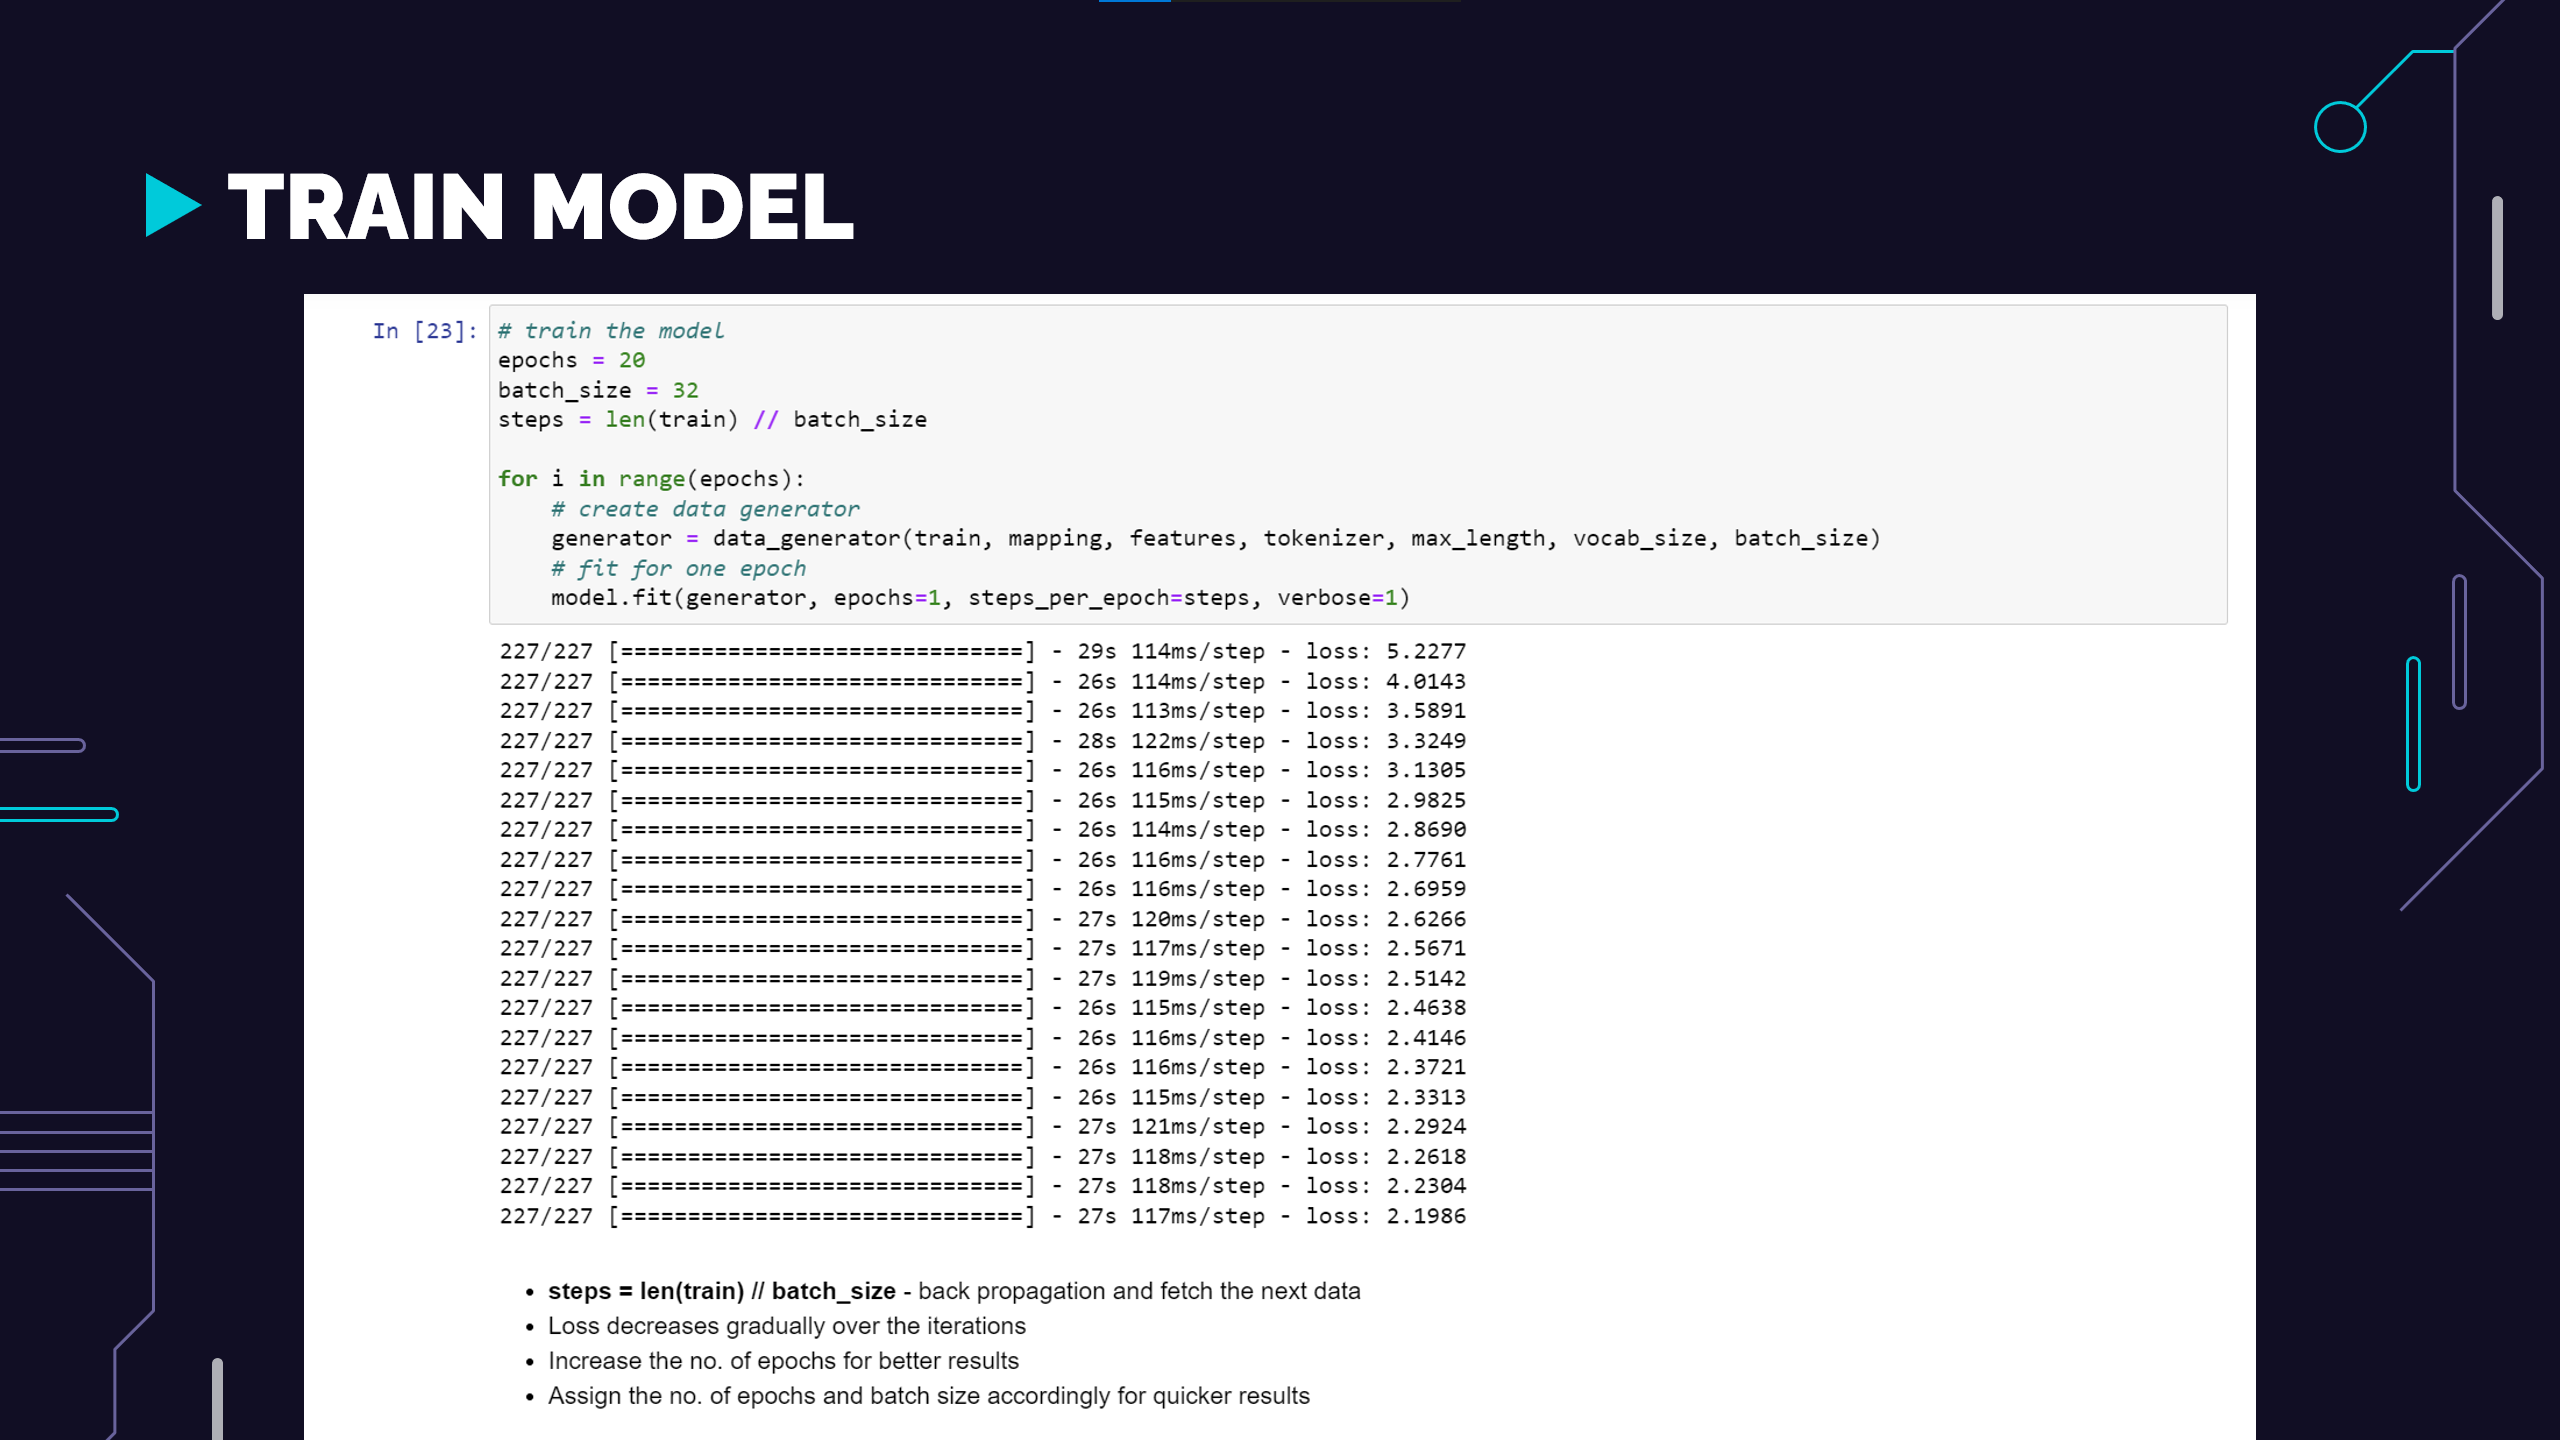 TRAIN MODEL
In [23]: # train the model
epochs = 20
batch_size = 32
steps = len(train) // batch_size
for i in range(epochs):
# create data generator
generator = data_generator(train, mapping, features, tokenizer, max_length, vocab_size, batch_size)
# fit for one epoch
model.fit(generator, epochs=1, steps_per_epoch=steps, verbose=1)
227/227 [==============================] - 29s 114ms/step - loss: 5.2277
227/227 [==============================] - 26s 114ms/step - loss: 4.0143
227/227 [==============================] - 26s 113ms/step - loss: 3.5891
227/227 [==============================] - 28s 122ms/step - loss: 3.3249
227/227 [==============================] - 26s 116ms/step - loss: 3.1305
227/227 [==============================] - 26s 115ms/step - loss: 2.9825
227/227 [==============================] - 26s 114ms/step - loss: 2.8690
227/227 [==============================] - 26s 116ms/step - loss: 2.7761
227/227 [==============================] - 26s 116ms/step - loss: 2.6959
227/227 [==============================] - 27s 120ms/step - loss: 2.6266
227/227 [==============================] - 27s 117ms/step - loss: 2.5671
227/227 [==============================] - 27s 119ms/step - loss: 2.5142
227/227 [==============================] - 26s 115ms/step - loss: 2.4638
227/227 [==============================] - 26s 116ms/step - loss: 2.4146
227/227 [==============================] - 26s 116ms/step - loss: 2.3721
227/227 [==============================] - 26s 115ms/step - loss: 2.3313
227/227 [==============================] - 27s 121ms/step - loss: 2.2924
227/227 [==============================] - 27s 118ms/step - loss: 2.2618
227/227 [==============================] - 27s 118ms/step - loss: 2.2304
227/227 [==============================] - 27s 117ms/step - loss: 2.1986
• steps = len(train) // batch_size - back propagation and fetch the next data
• Loss decreases gradually over the iterations
• Increase the no. of epochs for better results
• Assign the no. of epochs and batch size accordingly for quicker results